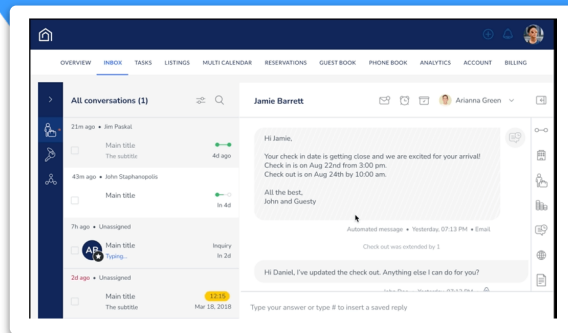 OVERVIEW INBOX TASKS LISTINGS MULTI CALENDAR RESERVATIONS GUEST BOOK PHONE BOOK ANALYTICS ACCOUNT BILLING
All conversations (1)
21m ago • Jim Paukal
Main title
The subtitle
4d ago
43m ago • John Staphanopolis
Main title
In 4d
7h ago • Unassigned
AP
Main title
Typing...
Inquiry
In 2d
2d ago • Unassigned
Main title
The subtitle
12:15
Mar 18, 2018
Jamie Barrett
Arianna Green
Hi Jamie,
Your check in date is getting close and we are excited for your arrival!
Check in is on Aug 22nd from 3:00 pm.
Check out is on Aug 24th by 10:00 am.
All the best,
John and Guesty
Automated message • Yesterday, 07:13 PM • Email
Check out was extended by 1
Hi Daniel, I've updated the check out. Anything else I can do for you?
Type your answer or type # to insert a saved reply